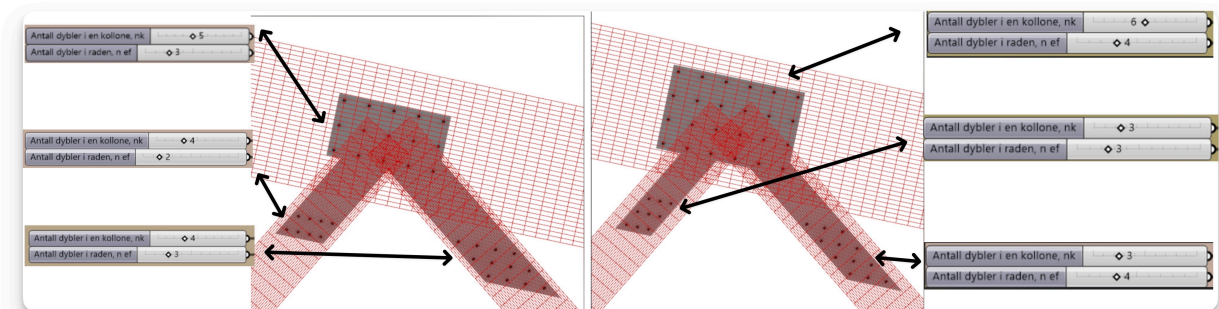 Antall dybler i en kollone, nk 5
Antall dybler i raden, n ef 3
Antall dybler i en kollone, nk 4
Antall dybler i raden, n ef 2
Antall dybler i en kollone, nk 4
Antall dybler i raden, n ef 3
Antall dybler i en kollone, nk 6
Antall dybler i raden, n ef 4
Antall dybler i en kollone, nk 3
Antall dybler i raden, n ef 3
Antall dybler i en kollone, nk 3
Antall dybler i raden, n ef 4